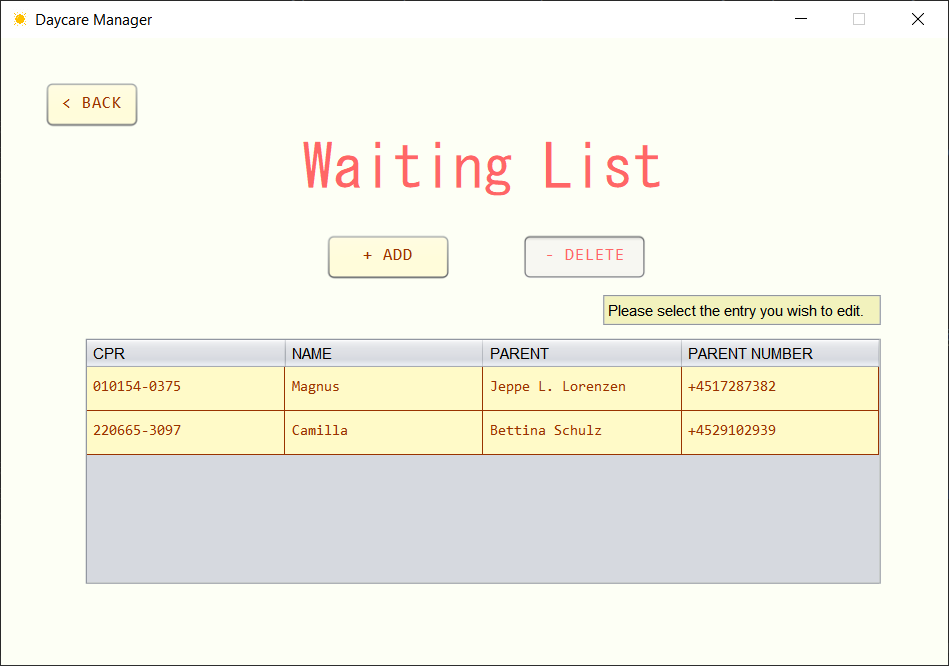 Daycare Manager
< BACK
Waiting List
+ ADD
- DELETE
Please select the entry you wish to edit.
CPR NAME PARENT PARENT NUMBER
010154-0375 Magnus Jeppe L. Lorenzen +4517287382
220665-3097 Camilla Bettina Schulz +4529102939